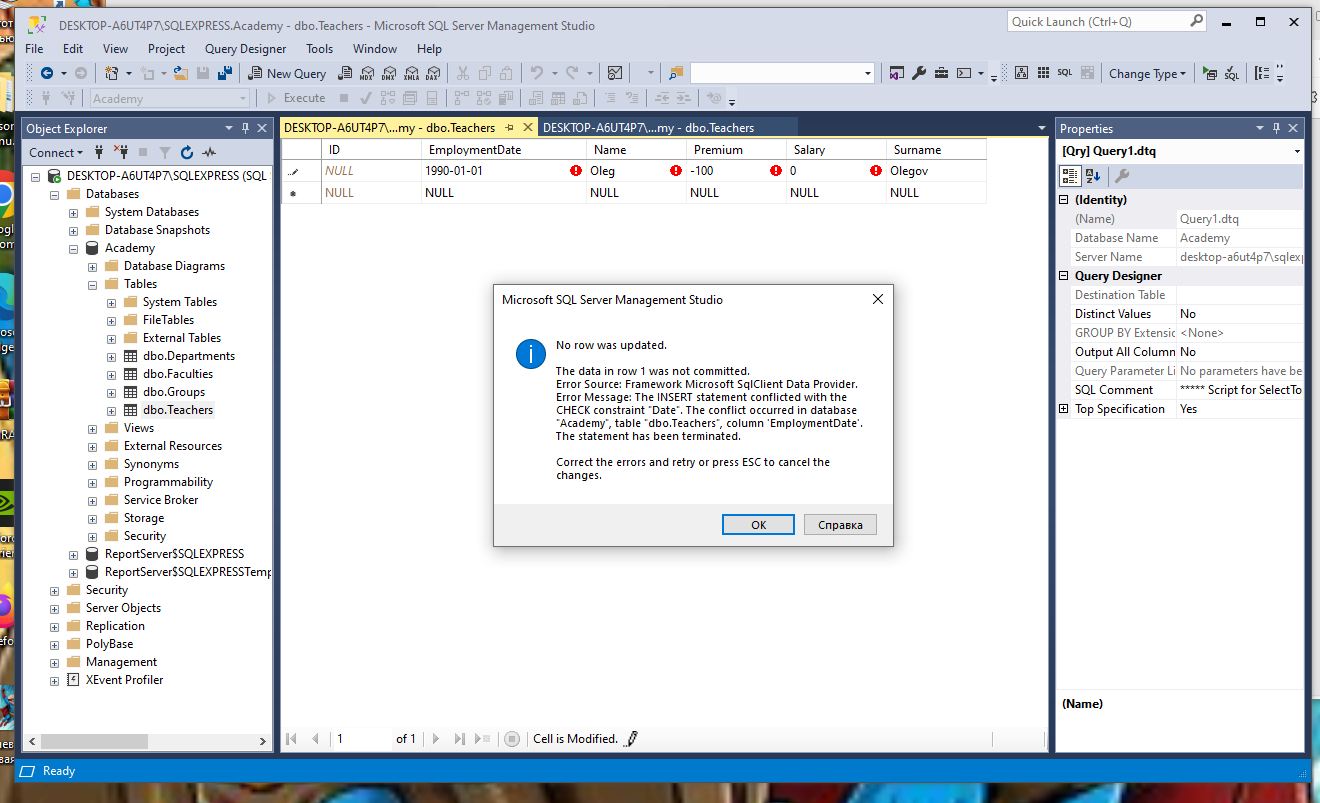 DESKTOP-A6UT4P7\SQLEXPRESS.Academy - dbo.Teachers - Microsoft SQL Server Management Studio
Quick Launch (Ctrl+Q)
File Edit View Project Query Designer Tools Window Help
New Query
MDX DMX XMLA DAX
SQL
Change Type
SQL
Academy
Execute
Object Explorer
Connect
DESKTOP-A6UT4P7\SQLEXPRESS (SQL
Databases
System Databases
Database Snapshots
Academy
Database Diagrams
Tables
System Tables
FileTables
External Tables
dbo.Departments
dbo.Faculties
dbo.Groups
dbo.Teachers
Views
External Resources
Synonyms
Programmability
Service Broker
Storage
Security
ReportServer$SQLEXPRESS
ReportServer$SQLEXPRESSTemp
Security
Server Objects
Replication
PolyBase
Management
XEvent Profiler
DESKTOP-A6UT4P7\...my - dbo.Teachers
DESKTOP-A6UT4P7\...my - dbo.Teachers
ID EmploymentDate Name Premium Salary Surname
NULL 1990-01-01 Oleg -100 0 Olegov
NULL NULL NULL NULL NULL NULL
Microsoft SQL Server Management Studio
No row was updated.
The data in row 1 was not committed.
Error Source: Framework Microsoft SqlClient Data Provider.
Error Message: The INSERT statement conflicted with the
CHECK constraint "Date". The conflict occurred in database
"Academy", table "dbo.Teachers", column 'EmploymentDate'.
The statement has been terminated.
Correct the errors and retry or press ESC to cancel the
changes.
OK
Справка
1 of 1 Cell is Modified.
Properties
[Qry] Query1.dtq
(Identity)
(Name) Query1.dtq
Database Name Academy
Server Name desktop-a6ut4p7\sqlexp
Query Designer
Destination Table
Distinct Values No
GROUP BY Extensio <None>
Output All Column No
Query Parameter Li No parameters have be
SQL Comment ***** Script for SelectTo
Top Specification Yes
(Name)
Ready